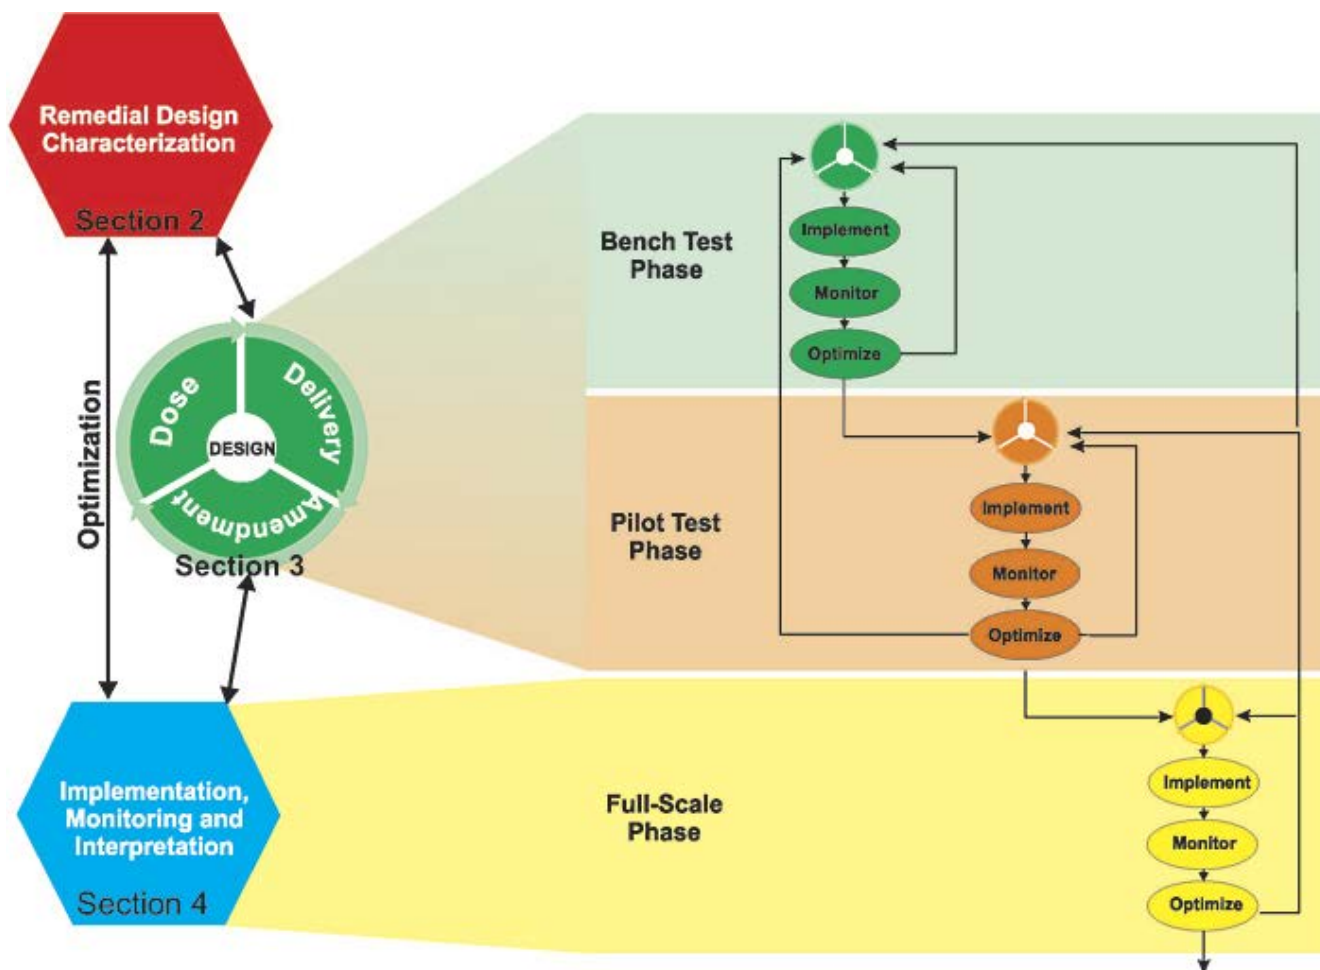 Remedial Design
Characterization
Section 2
Optimization
Dose
Delivery
DESIGN
Amendment
Section 3
Implementation,
Monitoring and
Interpretation
Section 4
Bench Test
Phase
Implement
Monitor
Optimize
Pilot Test
Phase
Implement
Monitor
Optimize
Full-Scale
Phase
Implement
Monitor
Optimize